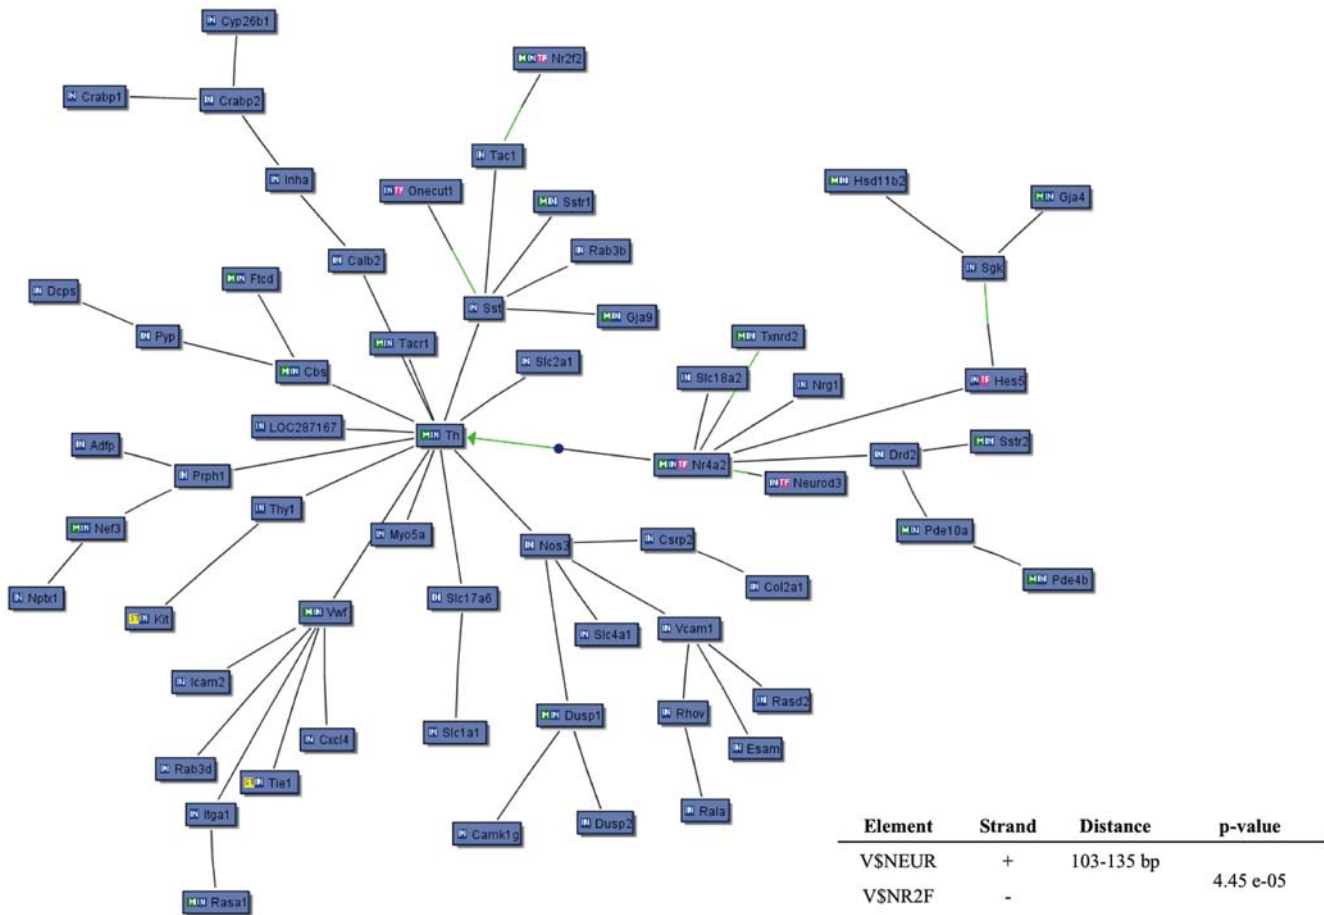 Cyp26b1
Nr2f2
Crabp1
Crabp2
Tac1
Inha
Onecut1
Sstr1
Hsd11b2
Gja4
Rab3b
Calb2
Sgk
Ftcd
Dcps
Sst
Gja9
Pyp
Tacr1
Txnrd2
Cbs
Slc2a1
Slc18a2
Nrg1
Hes5
LOC287167
Th
Adfp
Sstr2
Prph1
Nr4a2
Drd2
Neurod3
Thy1
Nef3
Myo5a
Nos3
Csrp2
Pde10a
Pde4b
Col2a1
Nptx1
Slc17a6
Kit
Vwf
Slc4a1
Vcam1
Icam2
Rasd2
Rhov
Dusp1
Slc1a1
Cxcl4
Esam
Rab3d
Tie1
Itga1
Rala
Dusp2
Camk1g
Rasa1
Element Strand Distance p-value
V$NEUR + 103-135 bp
4.45 e-05
V$NR2F -